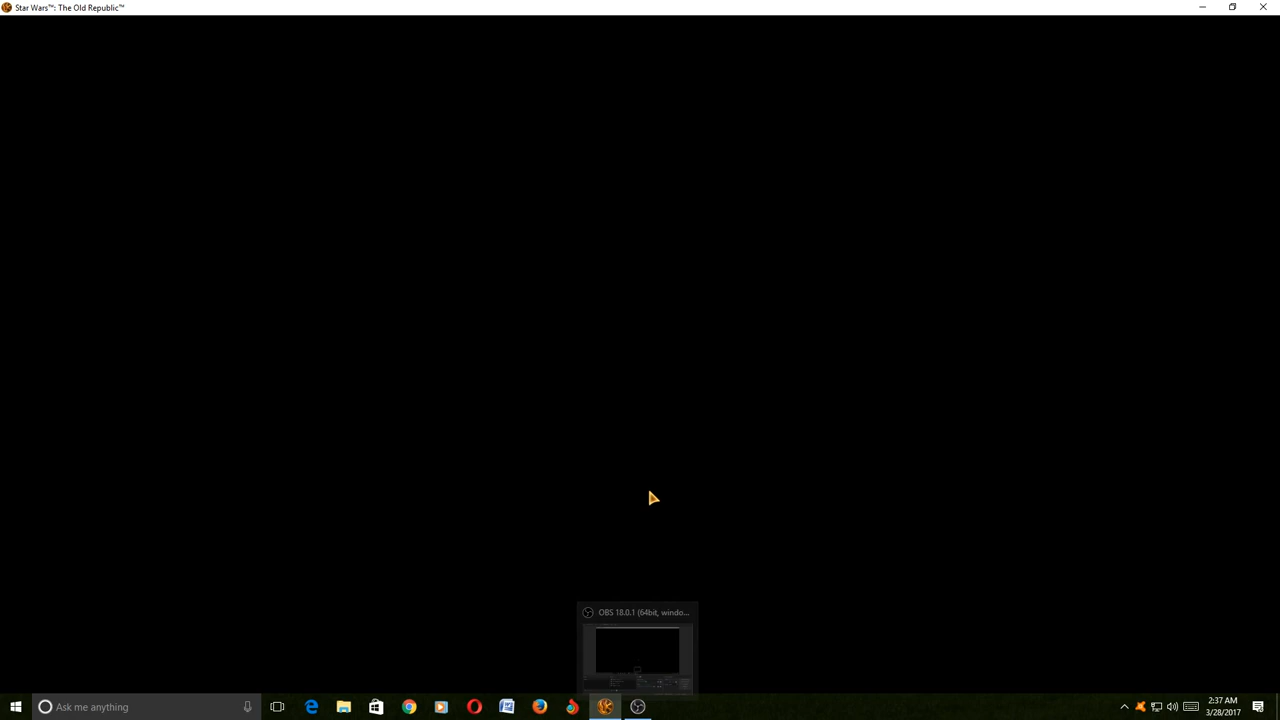 Star Wars™: The Old Republic™
OBS 18.0.1 (64bit, windo...
Ask me anything
2:37 AM
3/28/2017